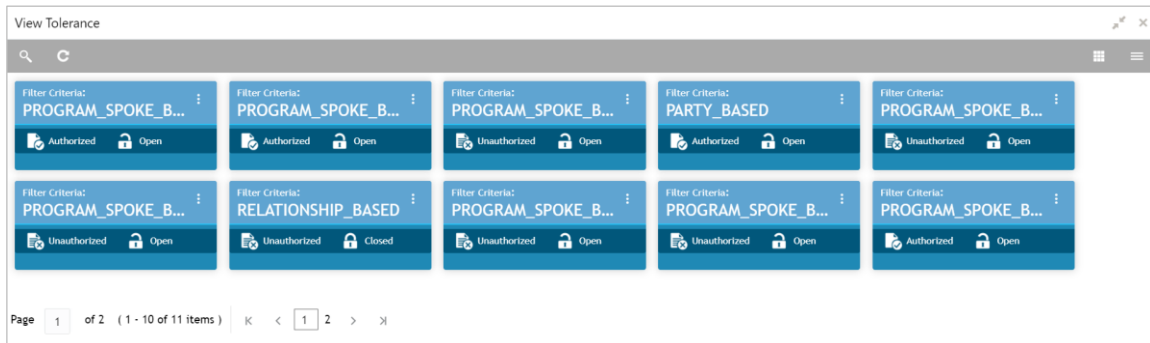 View Tolerance
Filter Criteria: Filter Criteria: Filter Criteria: Filter Criteria: Filter Criteria:
PROGRAM_SPOKE_B... PROGRAM_SPOKE_B... PROGRAM_SPOKE_B... PARTY_BASED PROGRAM_SPOKE_B...
Authorized Open Authorized Open Unauthorized Open Authorized Open Unauthorized Open
Filter Criteria: Filter Criteria: Filter Criteria: Filter Criteria: Filter Criteria:
PROGRAM_SPOKE_B... RELATIONSHIP_BASED PROGRAM_SPOKE_B... PROGRAM_SPOKE_B... PROGRAM_SPOKE_B...
Unauthorized Open Unauthorized Closed Unauthorized Open Unauthorized Open Authorized Open
Page 1 of 2 ( 1 - 10 of 11 items ) 1 2